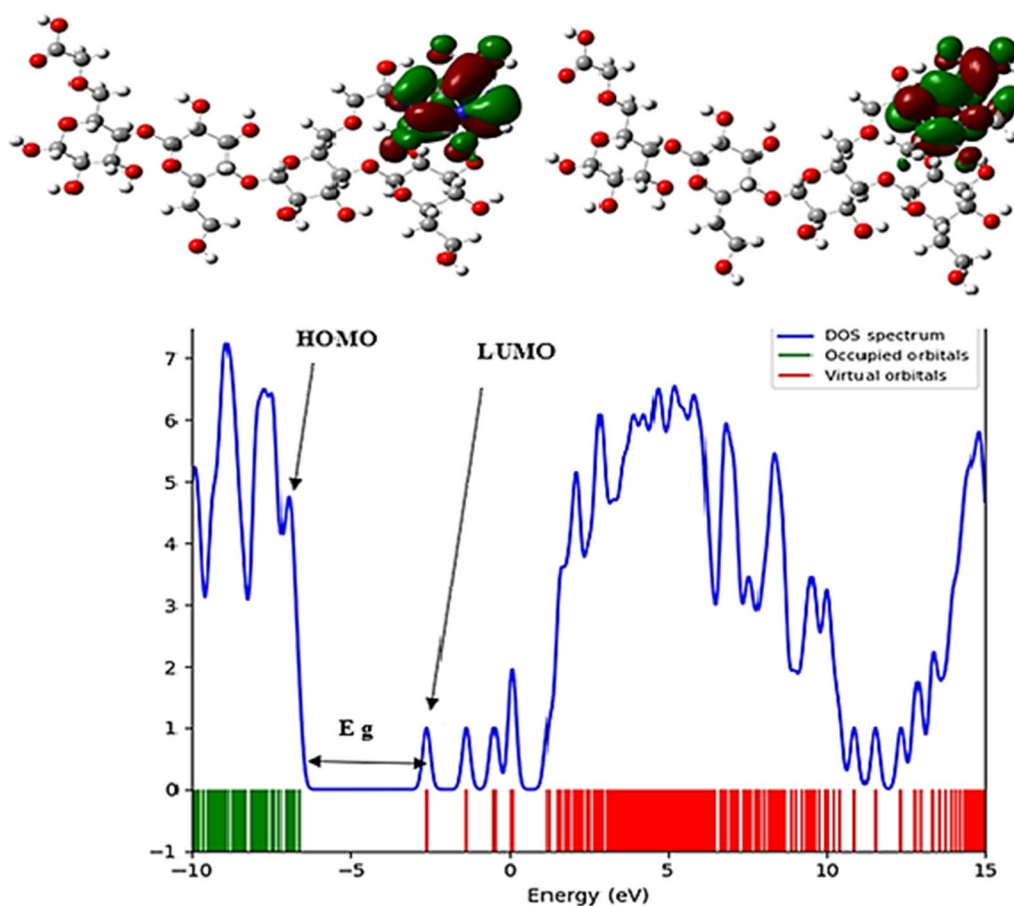 HOMO
LUMO
E g
DOS spectrum
Occupied orbitals
Virtual orbitals
7
6
5
4
3
2
1
0
−1
−10
−5
0
5
10
15
Energy (eV)